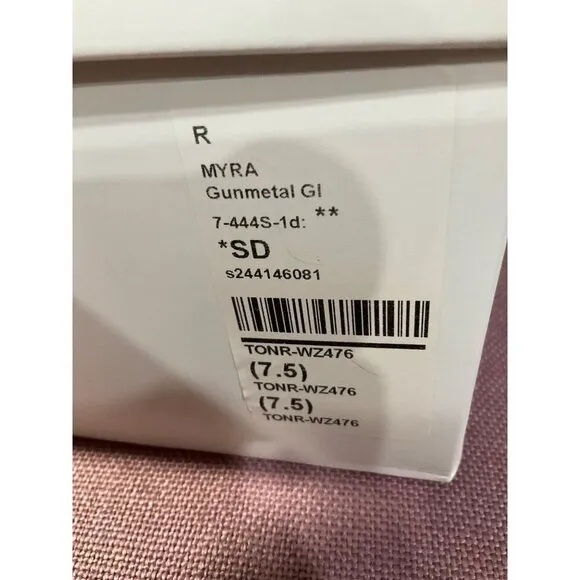 R
MYRA
Gunmetal Gl
7-444S-1d: **
*SD
s244146081
TONR-WZ476
(7.5)
TONR-WZ476
(7.5)
TONR-WZ476